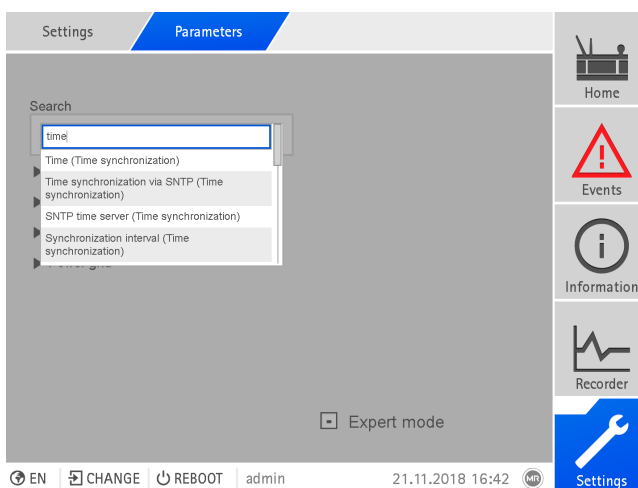 Settings
Parameters
Search
time
Time (Time synchronization)
Time synchronization via SNTP (Time
synchronization)
SNTP time server (Time synchronization)
Synchronization interval (Time
synchronization)
Expert mode
Home
Events
Information
Recorder
Settings
EN
CHANGE
REBOOT
admin
21.11.2018 16:42
MR